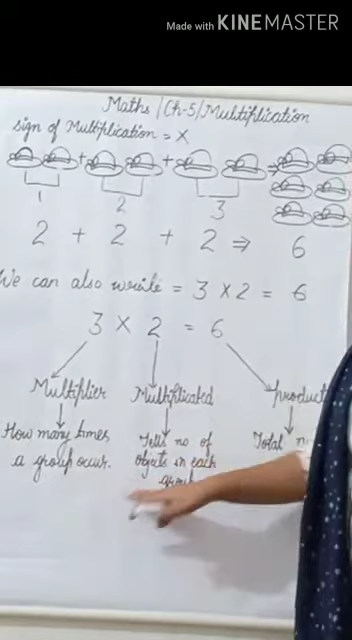 Made with KINEMASTER
Maths / Ch-5 / Multiplication
sign of Multiplication = ×
+ + ⇒
1 2 3
2 + 2 + 2 ⇒ 6
We can also write = 3 × 2 = 6
3 × 2 = 6
Multiplier Multiplicated product
How many times Tells no of Total
a group occur. objects in each
group